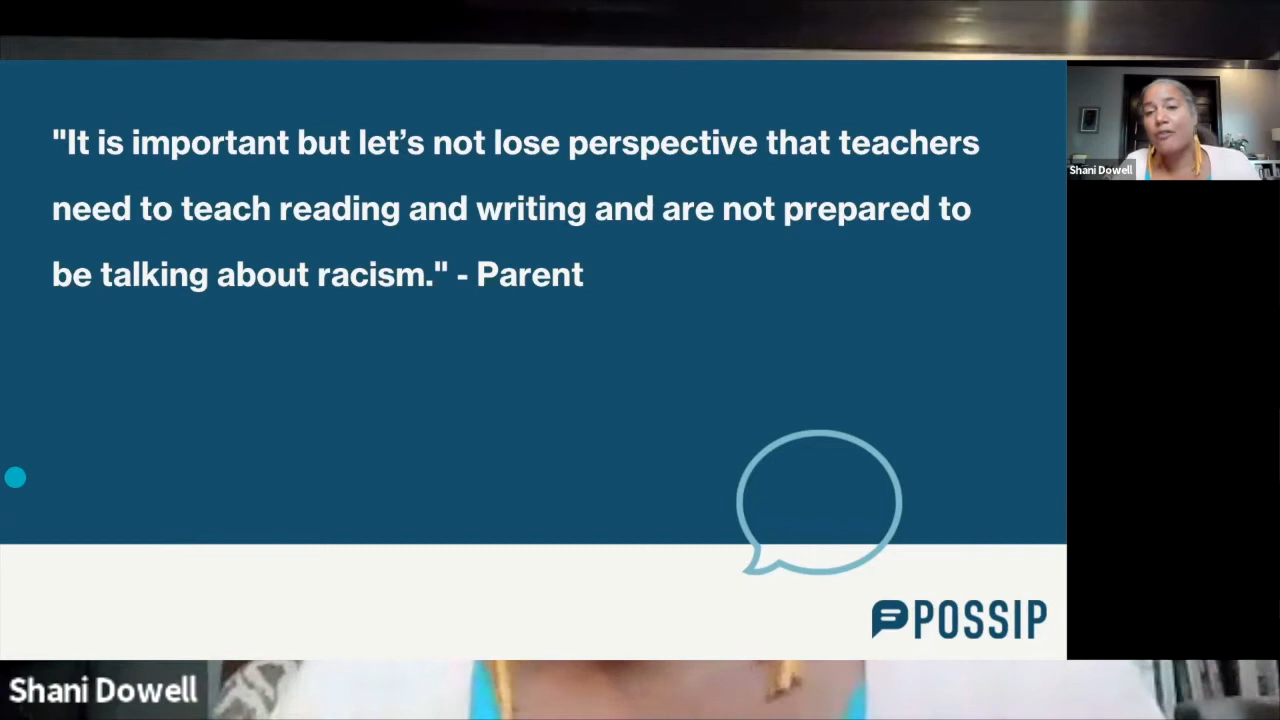 "It is important but let’s not lose perspective that teachers
need to teach reading and writing and are not prepared to
be talking about racism." - Parent
Shani Dowell
POSSIP
Shani Dowell